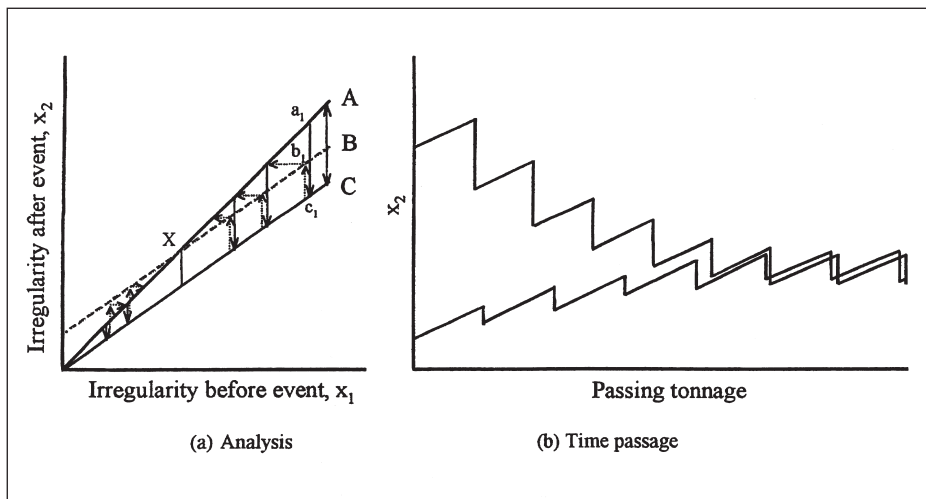 Irregularity after event, x₂
A
a₁
B
b₁
C
c₁
X
Irregularity before event, x₁
(a) Analysis
x₂
Passing tonnage
(b) Time passage